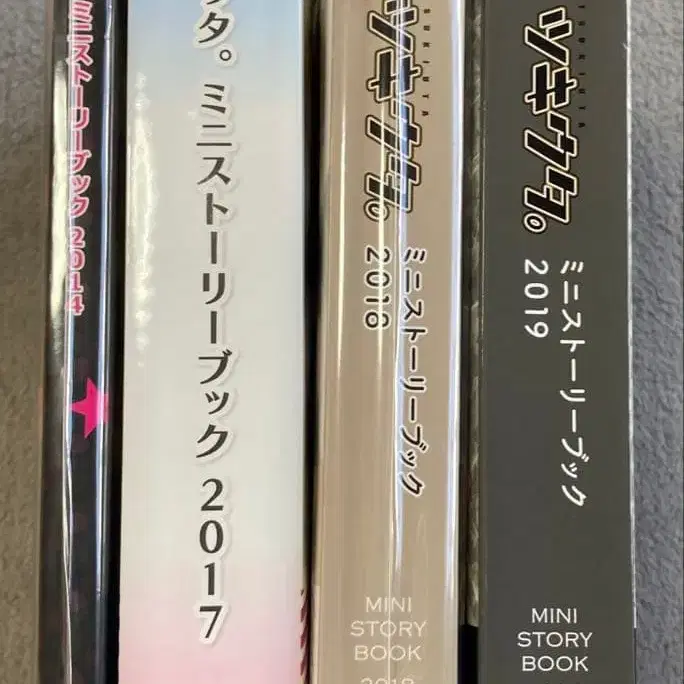 ミニストーリーブック 2014
タ。ミニストーリーブック 2017
TSUKIUTA
ツキウタ。
ミニストーリーブック
2018
MINI
STORY
BOOK
2018
TSUKIUTA
ツキウタ。
ミニストーリーブック
2019
MINI
STORY
BOOK